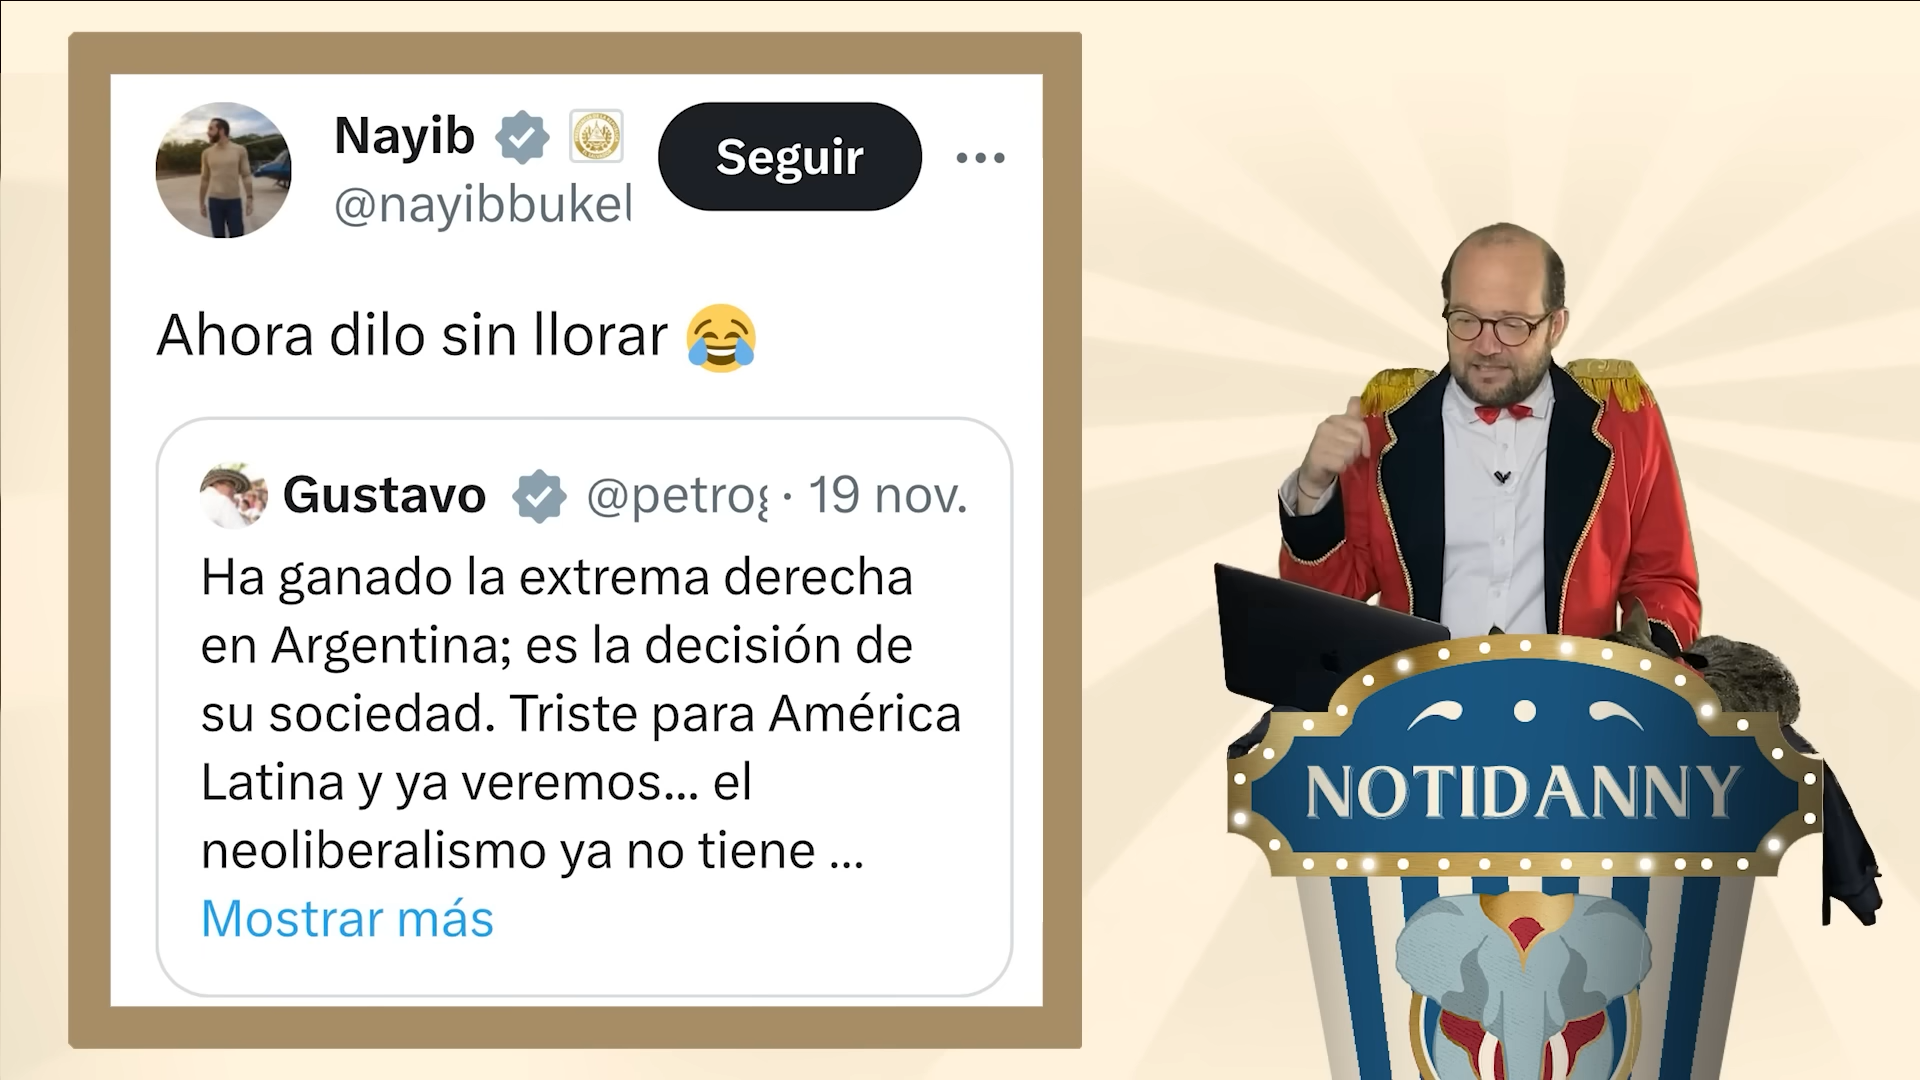 Nayib
Seguir
@nayibbukel
Ahora dilo sin llorar 😂
Gustavo @petrog · 19 nov.
Ha ganado la extrema derecha
en Argentina; es la decisión de
su sociedad. Triste para América
Latina y ya veremos... el
neoliberalismo ya no tiene ...
Mostrar más
NOTIDANNY